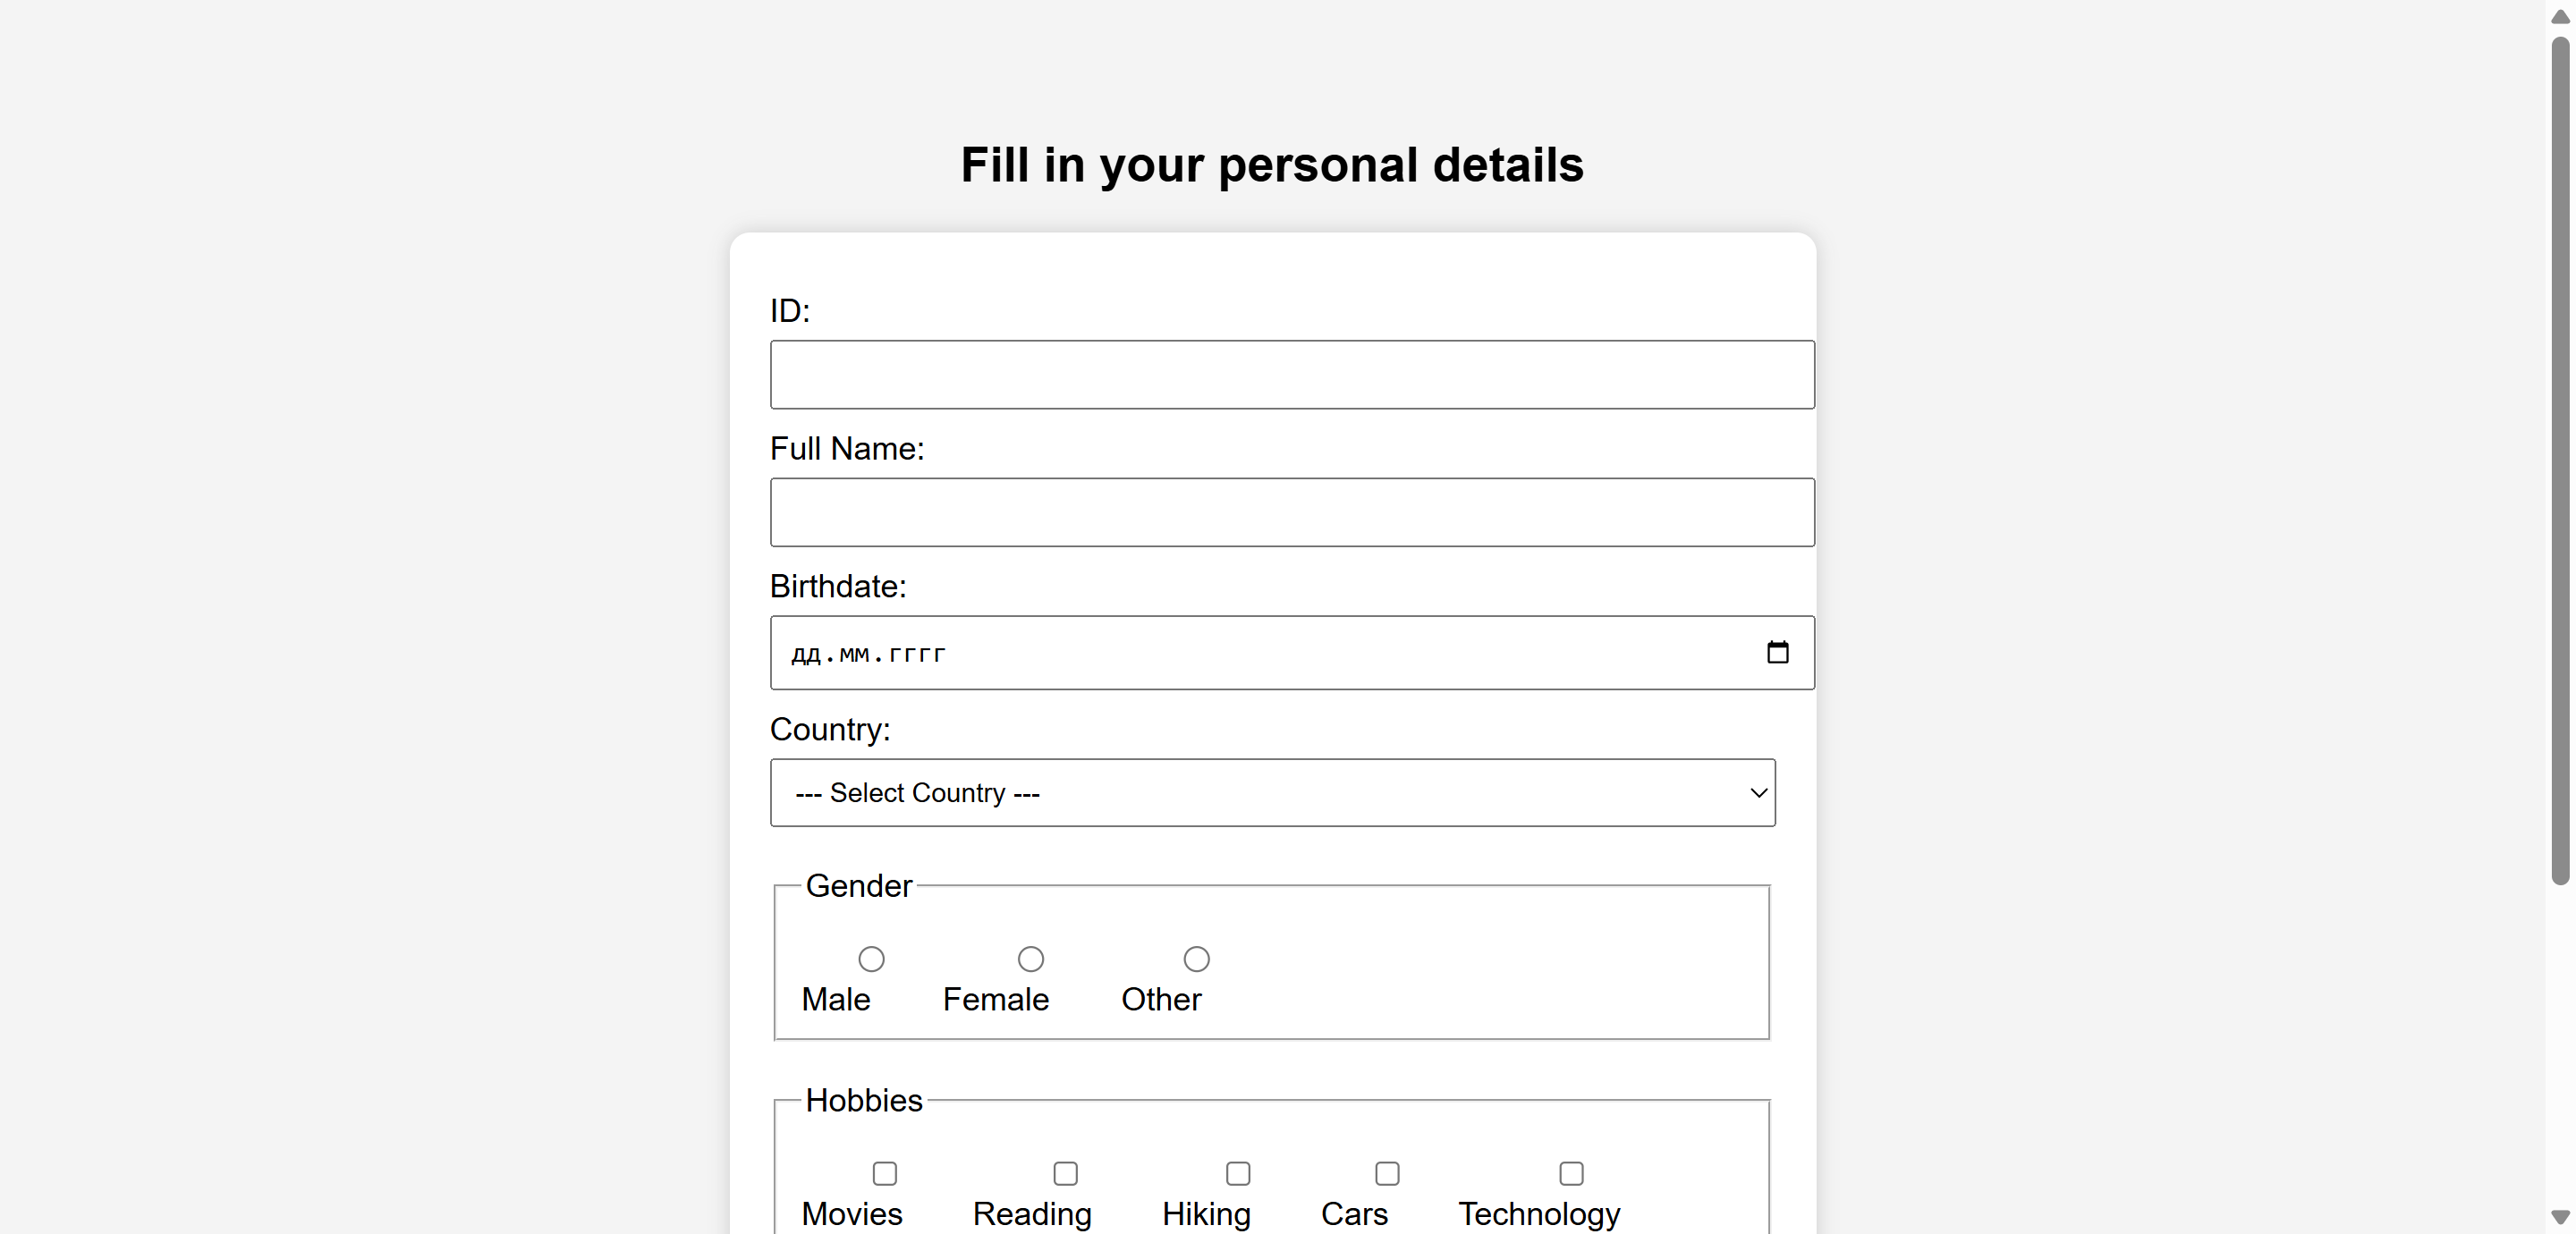 Fill in your personal details
ID:
Full Name:
Birthdate:
дд.мм.гггг
Country:
--- Select Country ---
Gender
Male Female Other
Hobbies
Movies Reading Hiking Cars Technology